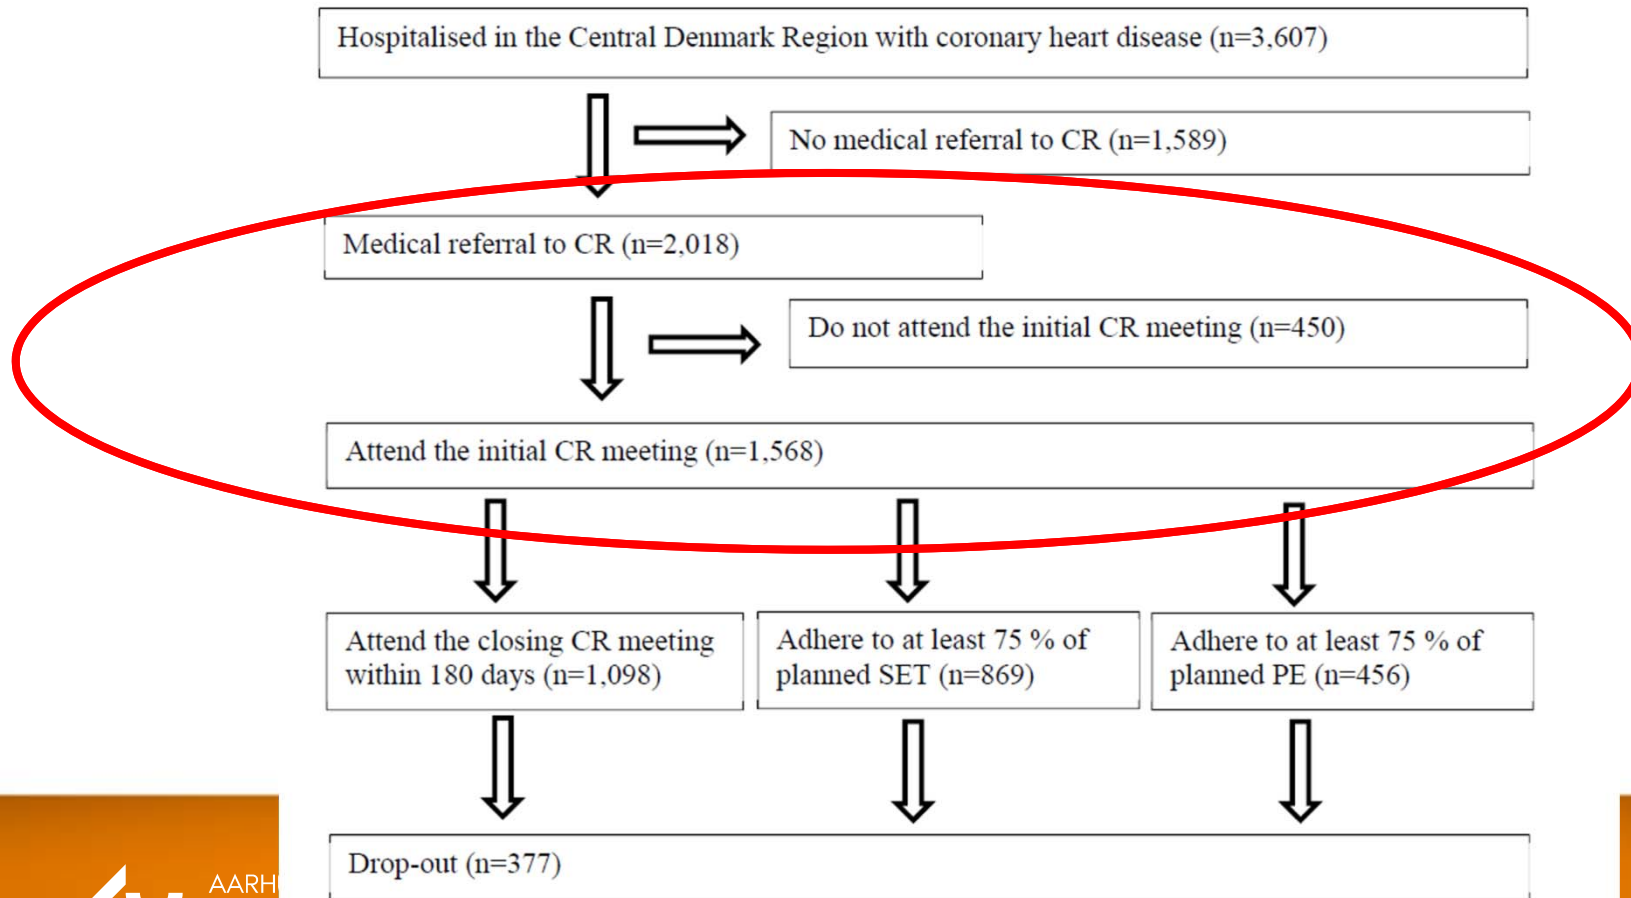 Hospitalised in the Central Denmark Region with coronary heart disease (n=3,607)
No medical referral to CR (n=1,589)
Medical referral to CR (n=2,018)
Do not attend the initial CR meeting (n=450)
Attend the initial CR meeting (n=1,568)
Attend the closing CR meeting
within 180 days (n=1,098)
Adhere to at least 75 % of
planned SET (n=869)
Adhere to at least 75 % of
planned PE (n=456)
Drop-out (n=377)